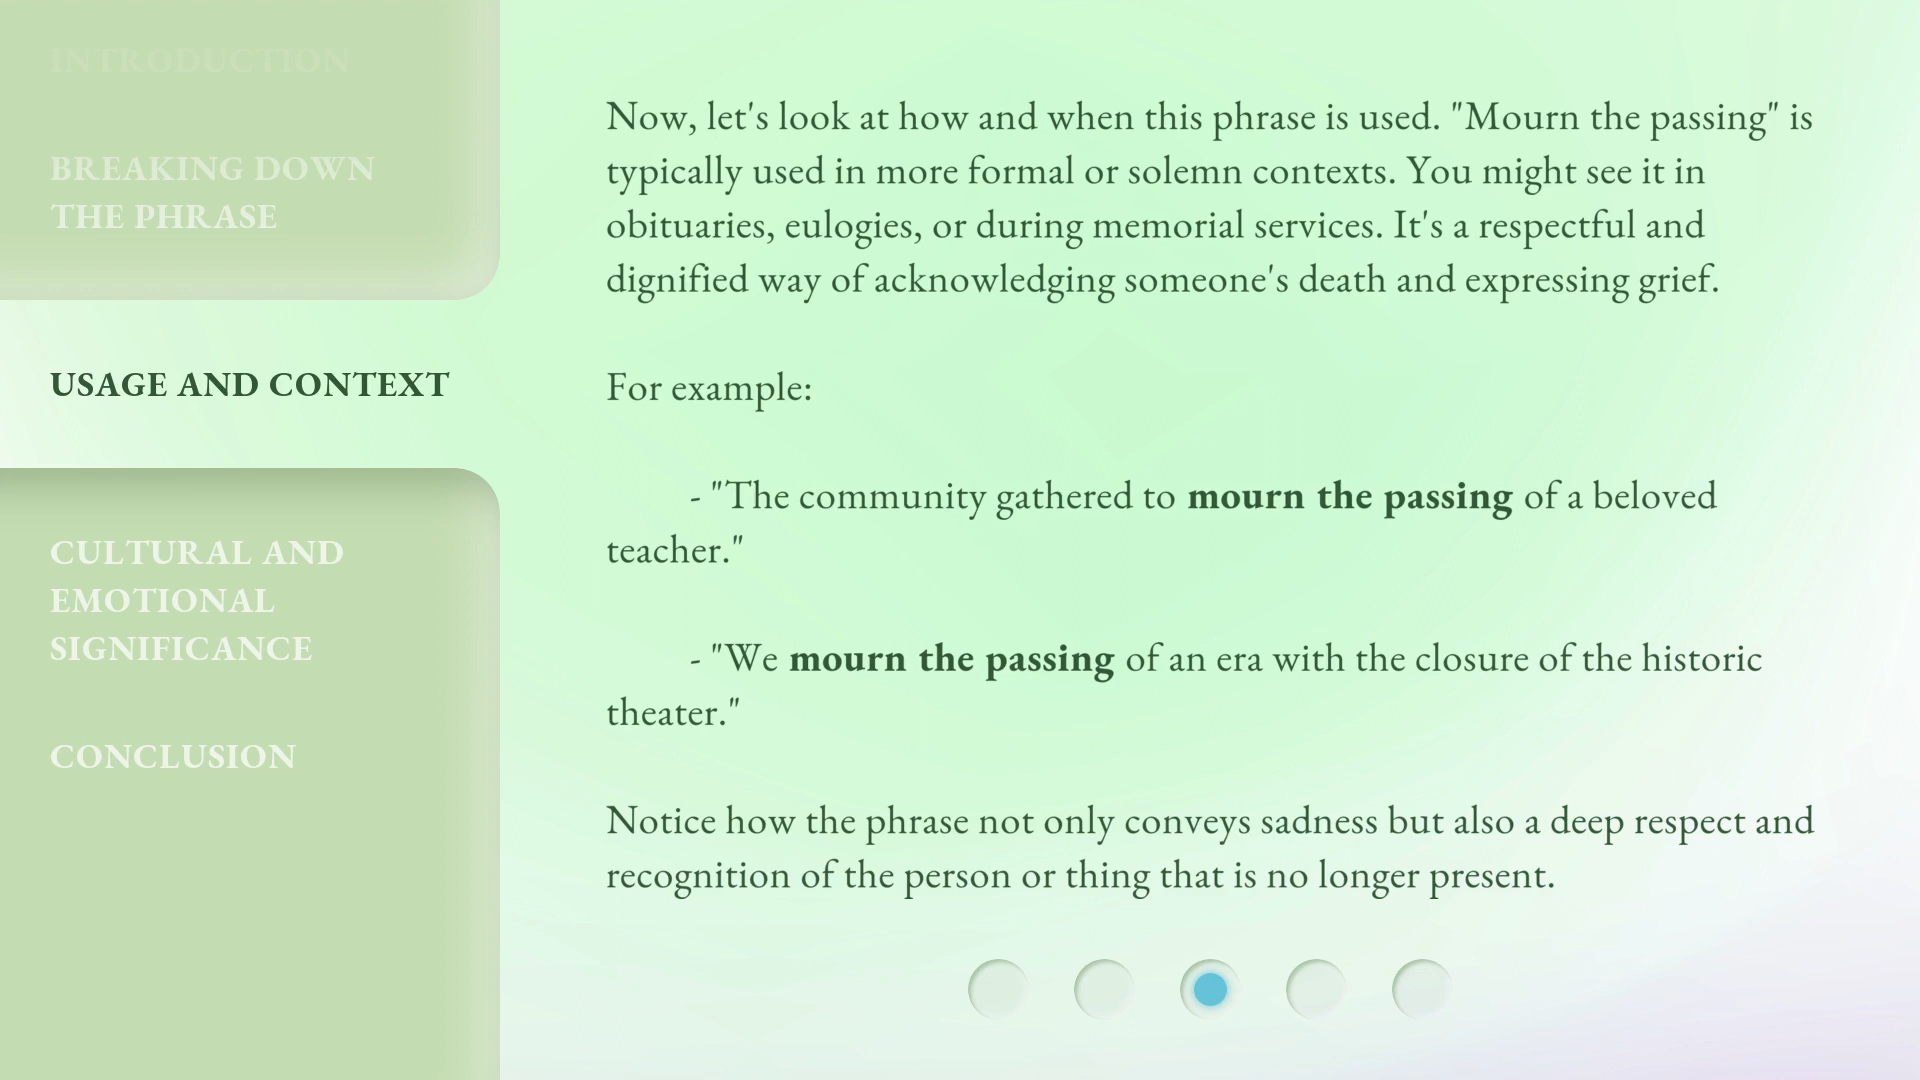 INTRODUCTION
BREAKING DOWN
THE PHRASE
USAGE AND CONTEXT
CULTURAL AND
EMOTIONAL
SIGNIFICANCE
CONCLUSION
Now, let's look at how and when this phrase is used. "Mourn the passing" is
typically used in more formal or solemn contexts. You might see it in
obituaries, eulogies, or during memorial services. It's a respectful and
dignified way of acknowledging someone's death and expressing grief.
For example:
- "The community gathered to mourn the passing of a beloved
teacher."
- "We mourn the passing of an era with the closure of the historic
theater."
Notice how the phrase not only conveys sadness but also a deep respect and
recognition of the person or thing that is no longer present.